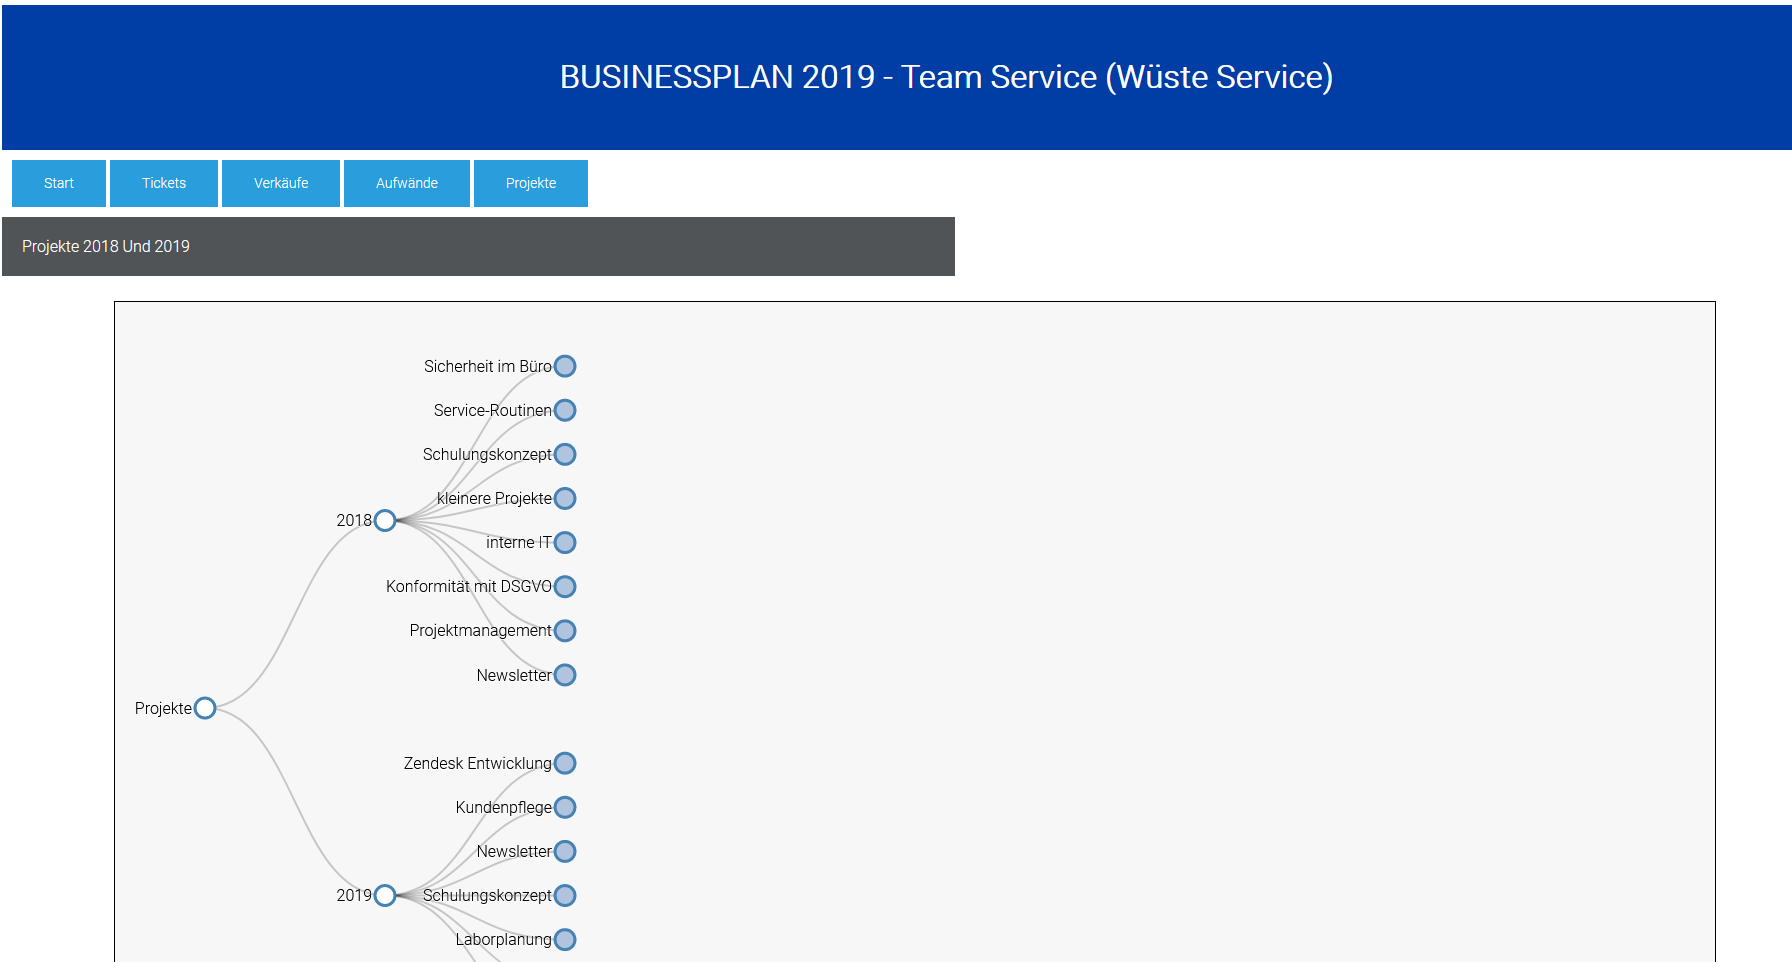 BUSINESSPLAN 2019 - Team Service (Wüste Service)
Start
Tickets
Verkäufe
Aufwände
Projekte
Projekte 2018 Und 2019
Sicherheit im Büro
Service-Routinen
Schulungskonzept
kleinere Projekte
2018
interne IT
Konformität mit DSGVO
Projektmanagement
Newsletter
Projekte
Zendesk Entwicklung
Kundenpflege
Newsletter
2019
Schulungskonzept
Laborplanung